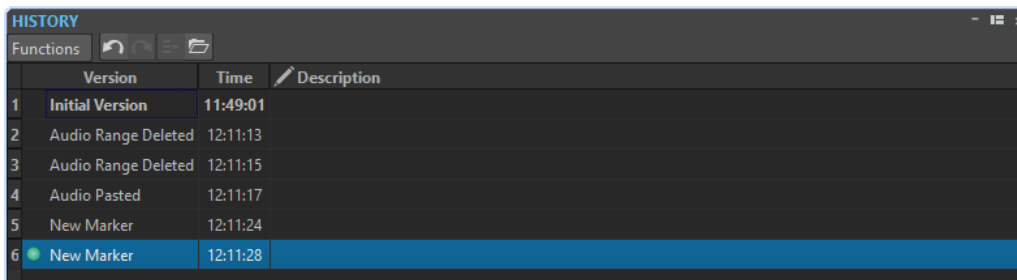 HISTORY
Functions
Version Time Description
1 Initial Version 11:49:01
2 Audio Range Deleted 12:11:13
3 Audio Range Deleted 12:11:15
4 Audio Pasted 12:11:17
5 New Marker 12:11:24
6 New Marker 12:11:28